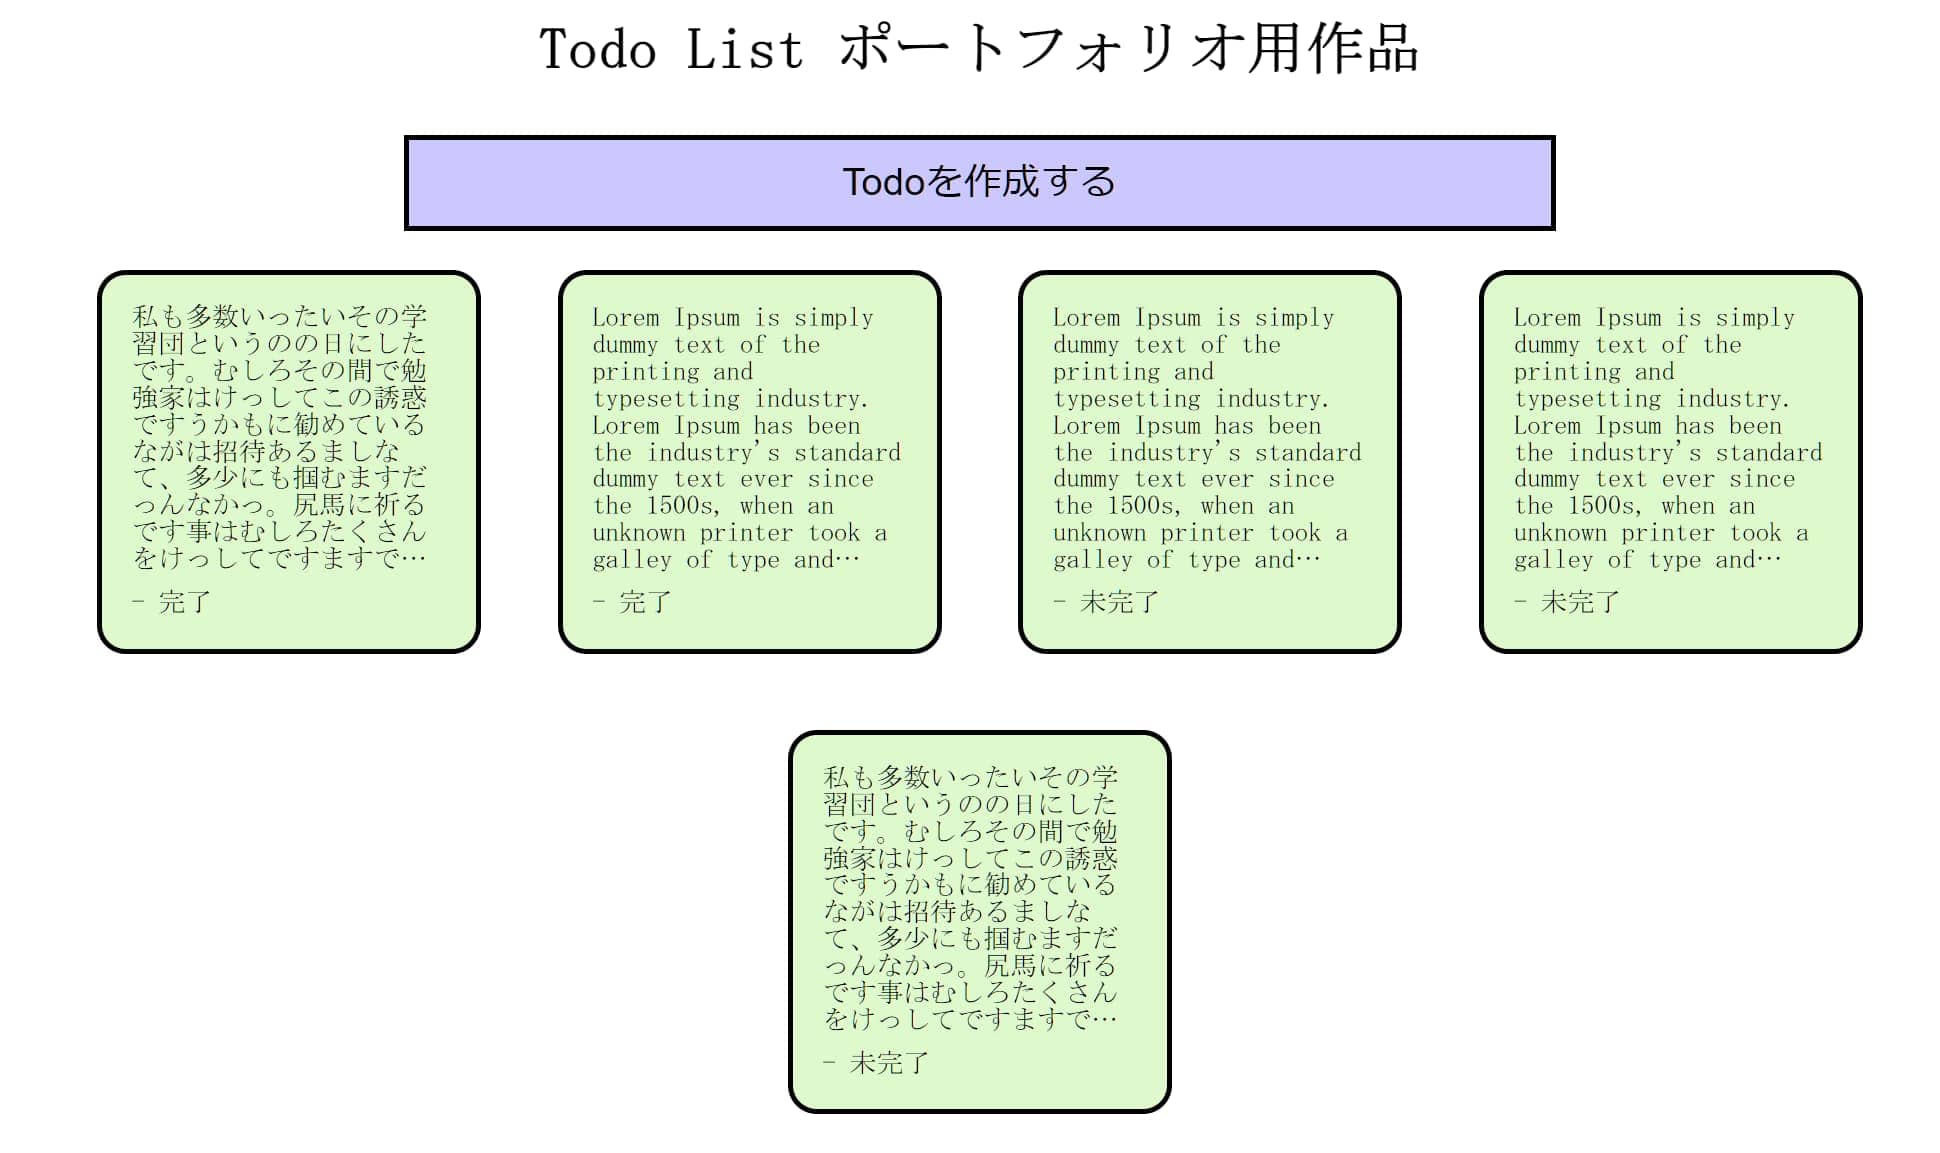 Todo List ポートフォリオ用作品
Todoを作成する
私も多数いったいその学
習団というのの日にした
です。むしろその間で勉
強家はけっしてこの誘惑
ですうかもに勧めている
ながは招待あるましな
て、多少にも掴むますだ
っんなかっ。尻馬に祈る
です事はむしろたくさん
をけっしてですますで…
- 完了
Lorem Ipsum is simply
dummy text of the
printing and
typesetting industry.
Lorem Ipsum has been
the industry's standard
dummy text ever since
the 1500s, when an
unknown printer took a
galley of type and…
- 完了
Lorem Ipsum is simply
dummy text of the
printing and
typesetting industry.
Lorem Ipsum has been
the industry's standard
dummy text ever since
the 1500s, when an
unknown printer took a
galley of type and…
- 未完了
Lorem Ipsum is simply
dummy text of the
printing and
typesetting industry.
Lorem Ipsum has been
the industry's standard
dummy text ever since
the 1500s, when an
unknown printer took a
galley of type and…
- 未完了
私も多数いったいその学
習団というのの日にした
です。むしろその間で勉
強家はけっしてこの誘惑
ですうかもに勧めている
ながは招待あるましな
て、多少にも掴むますだ
っんなかっ。尻馬に祈る
です事はむしろたくさん
をけっしてですますで…
- 未完了